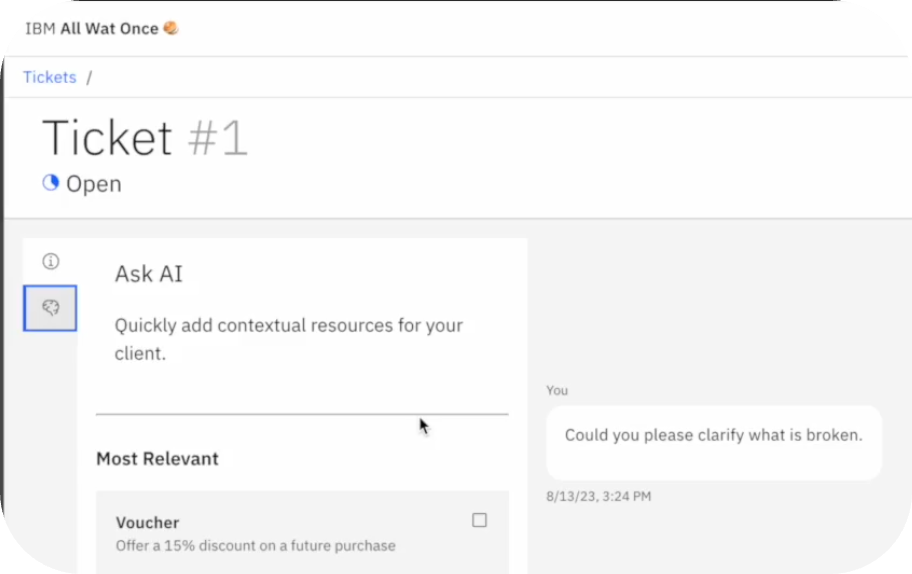 IBM All Wat Once
Tickets /
Ticket #1
Open
Ask AI
Quickly add contextual resources for your
client.
Most Relevant
Voucher
Offer a 15% discount on a future purchase
You
Could you please clarify what is broken.
8/13/23, 3:24 PM